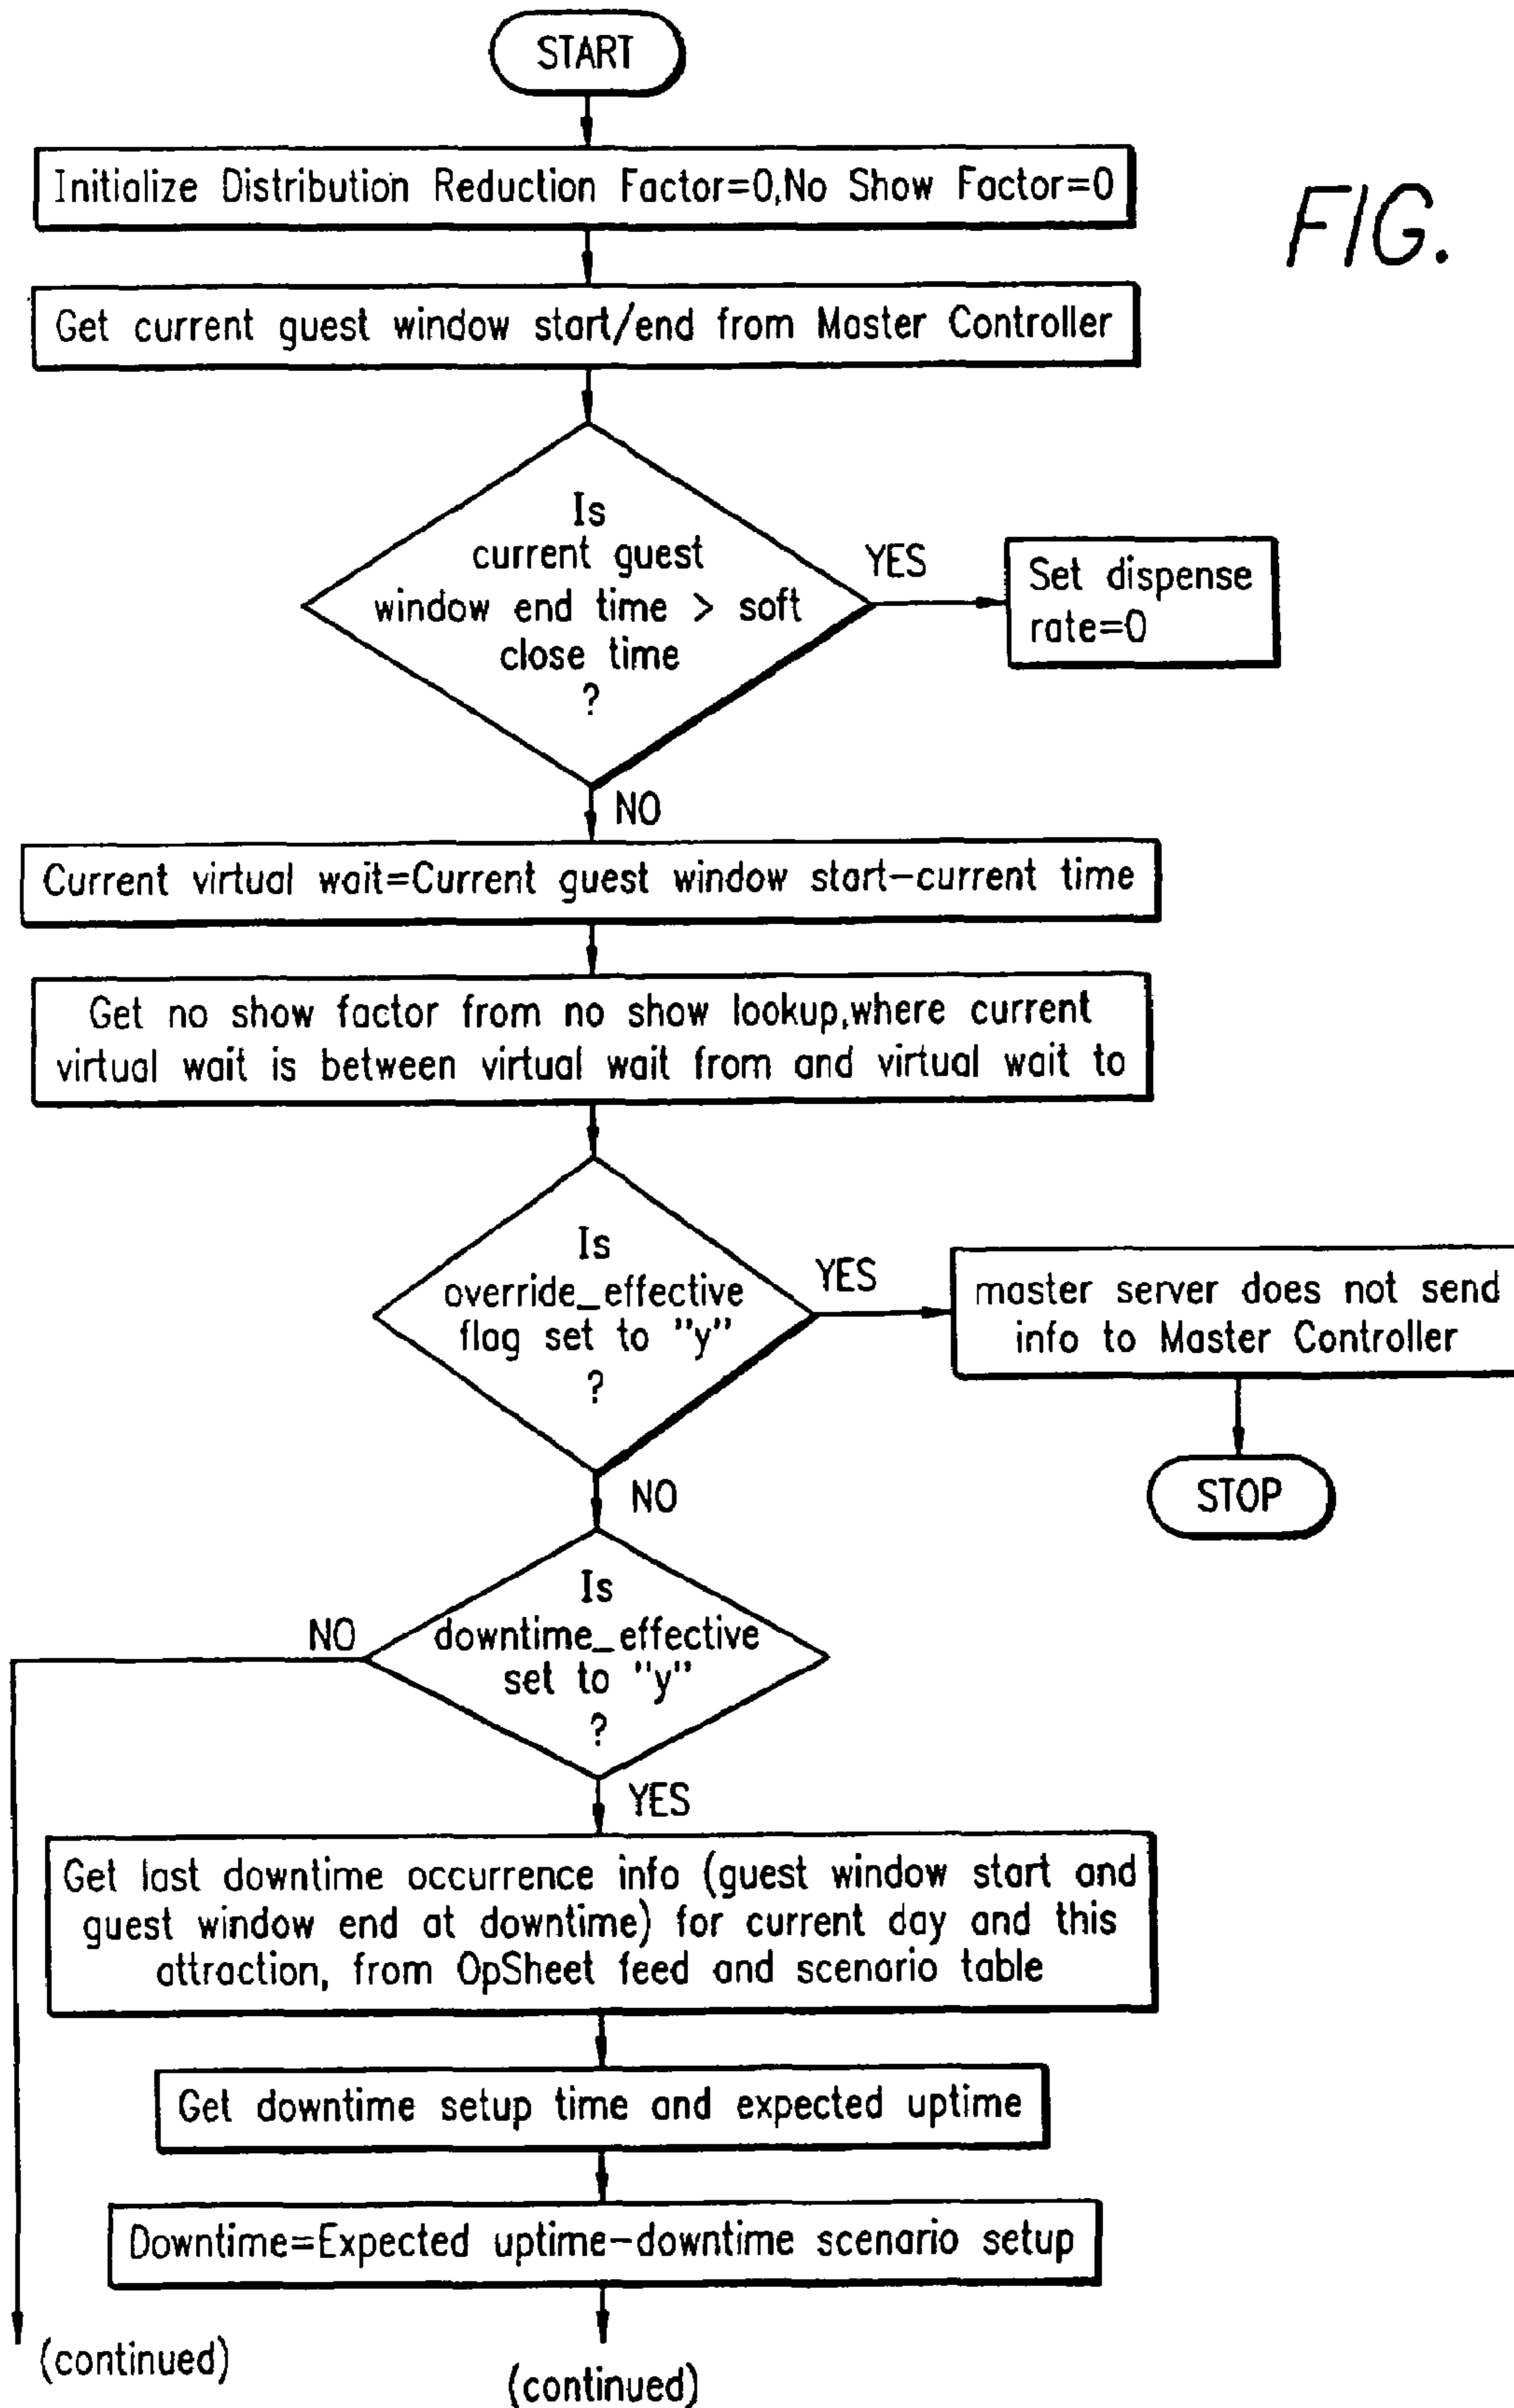 START
Initialize Distribution Reduction Factor=0,No Show Factor=0
FIG.
Get current guest window start/end from Master Controller
Is
current guest
window end time > soft
close time
?
YES
Set dispense
rate=0
NO
Current virtual wait=Current guest window start-current time
Get no show factor from no show lookup,where current
virtual wait is between virtual wait from and virtual wait to
Is
override_effective
flag set to "y"
?
YES
master server does not send
info to Master Controller
STOP
NO
Is
downtime_effective
set to "y"
?
NO
YES
Get last downtime occurrence info (guest window start and
guest window end at downtime) for current day and this
attraction, from OpSheet feed and scenario table
Get downtime setup time and expected uptime
Downtime=Expected uptime-downtime scenario setup
(continued)
(continued)